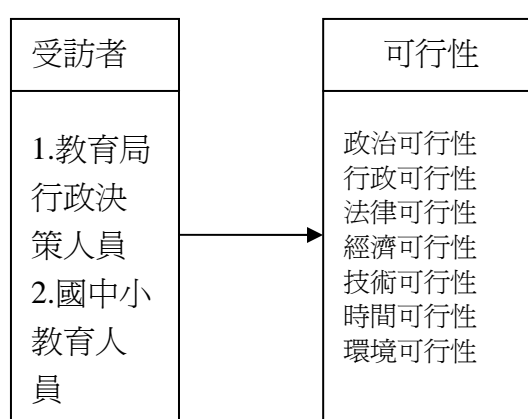 受訪者
1.教育局
行政決
策人員
2.國中小
教育人
員
可行性
政治可行性
行政可行性
法律可行性
經濟可行性
技術可行性
時間可行性
環境可行性